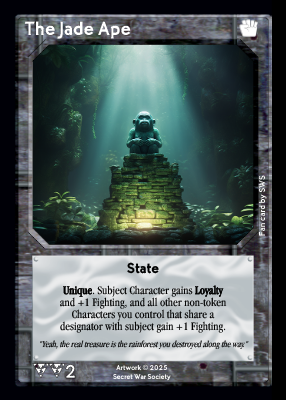 The Jade Ape
Fan card by SWS
State
Unique. Subject Character gains Loyalty
and +1 Fighting, and all other non-token
Characters you control that share a
designator with subject gain +1 Fighting.
"Yeah, the real treasure is the rainforest you destroyed along the way."
2
Artwork © 2025
Secret War Society